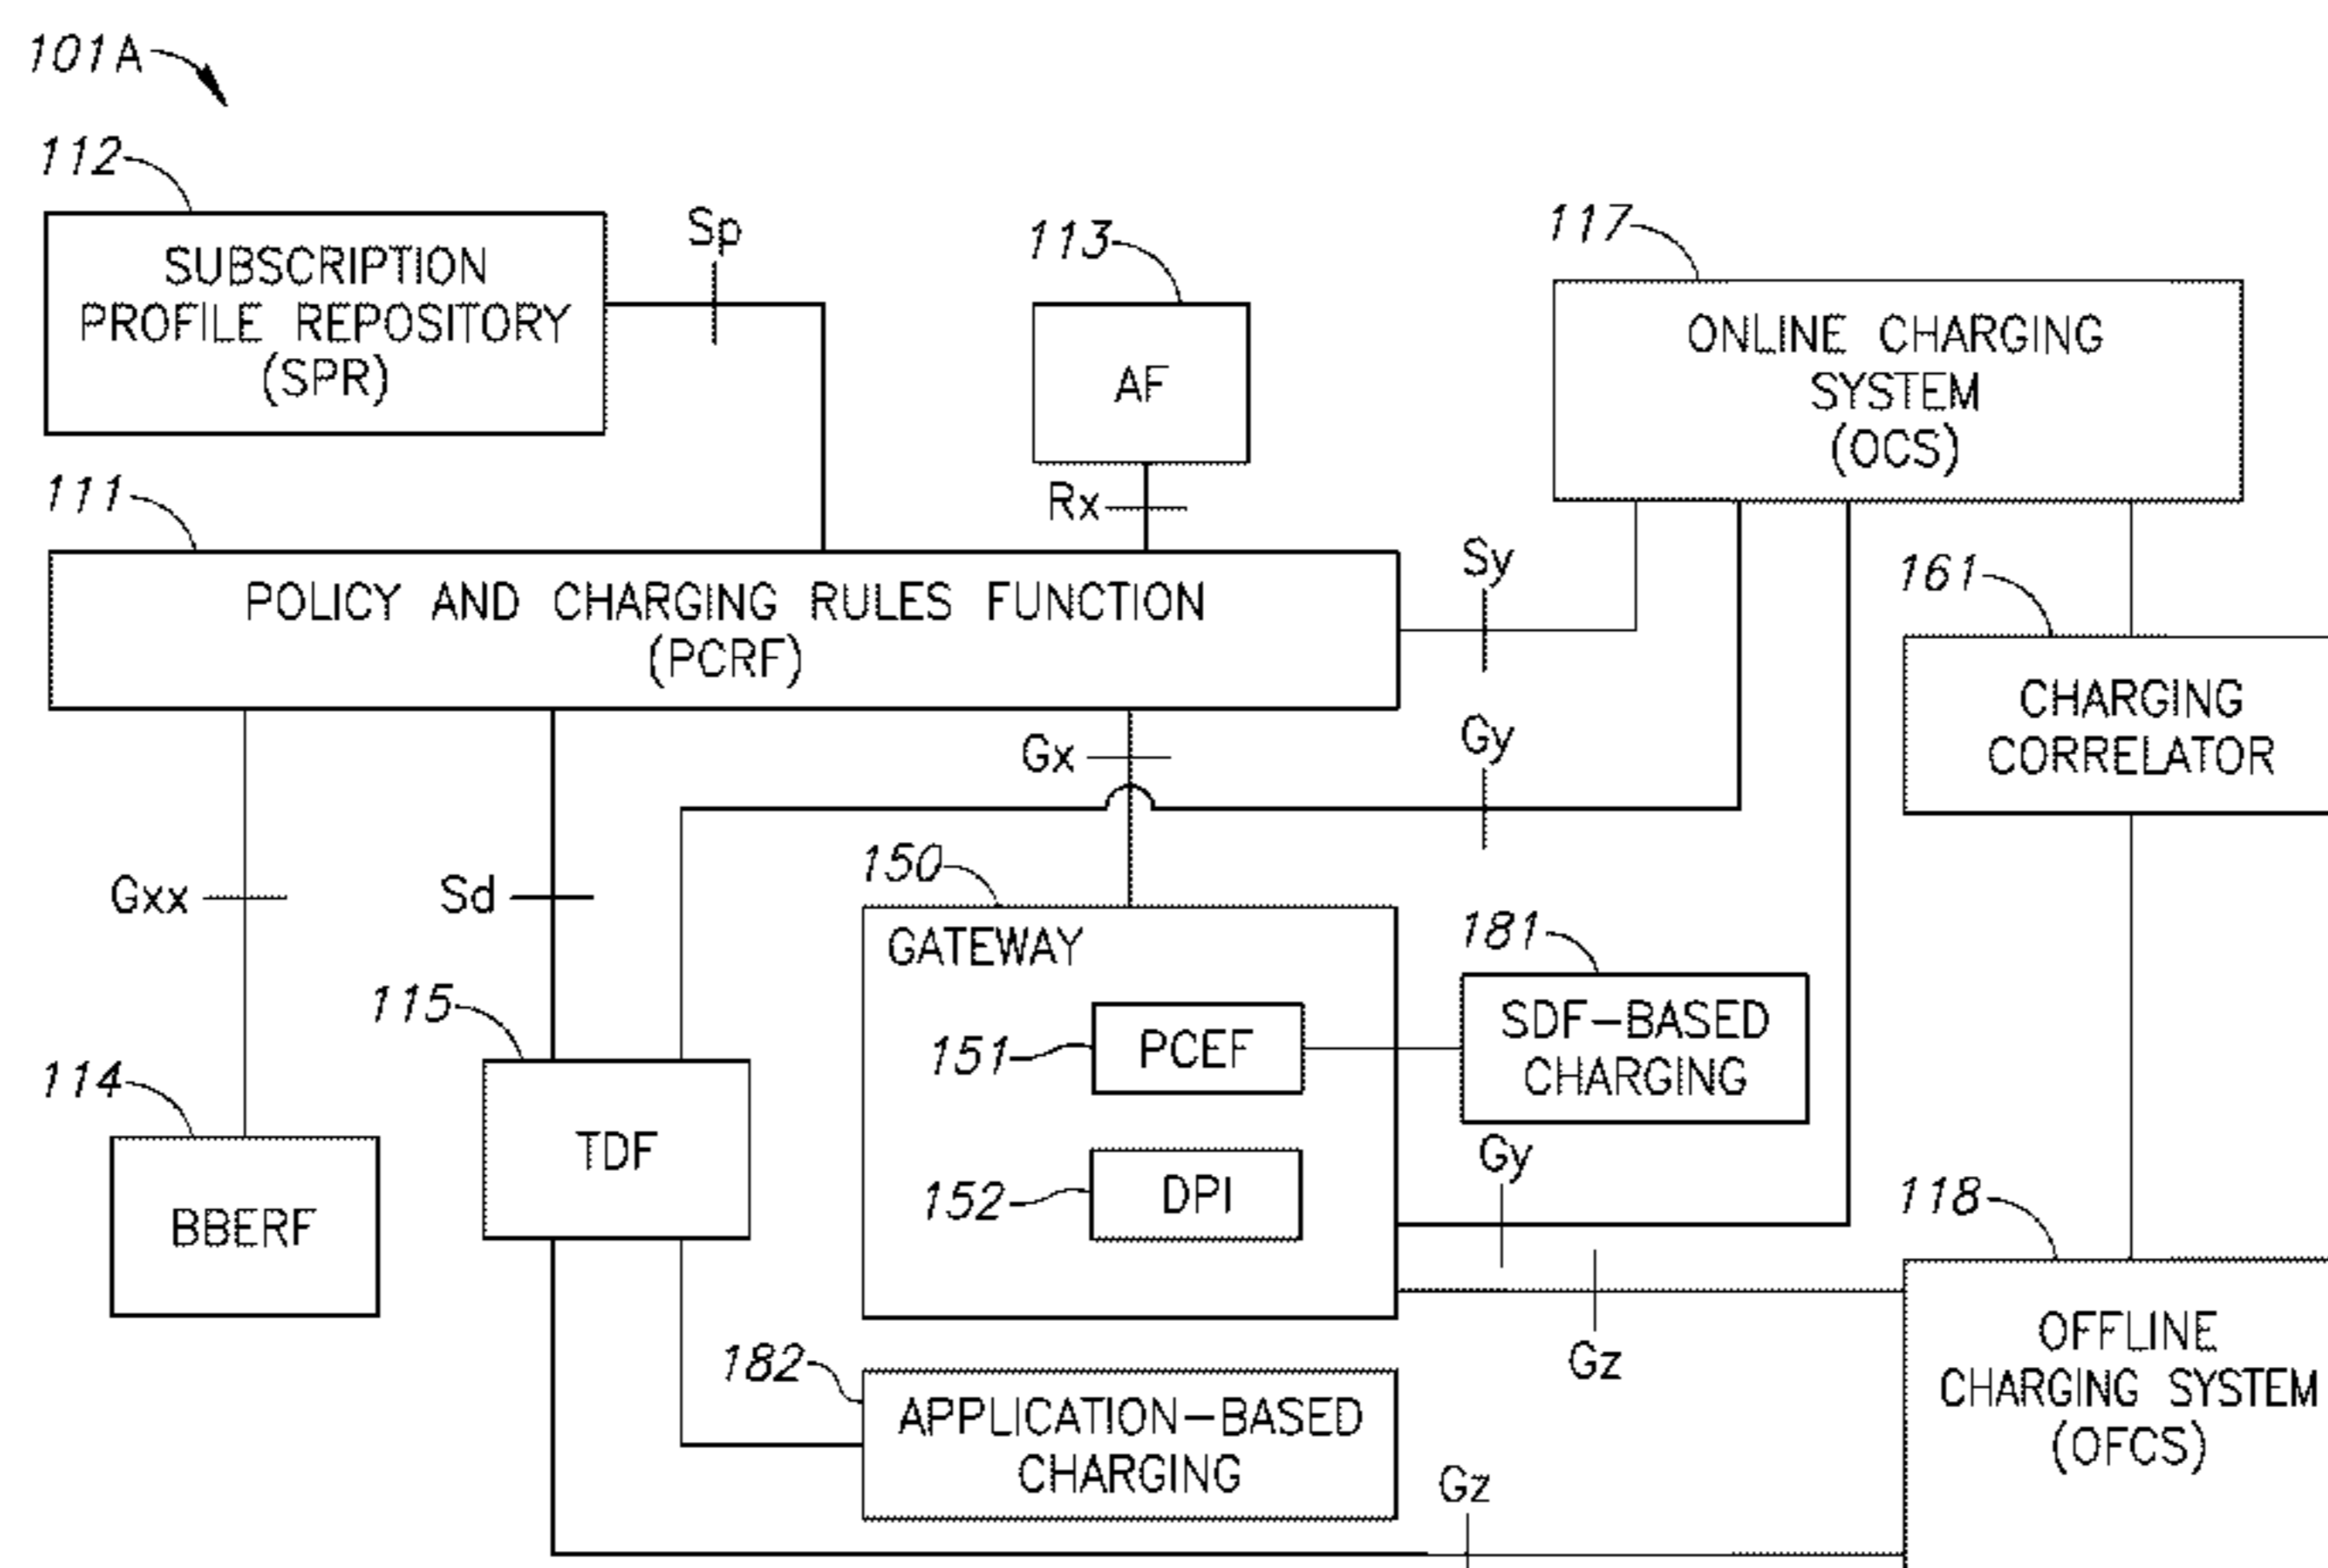 101A
112
SUBSCRIPTION
PROFILE REPOSITORY
(SPR)
Sp
113
AF
Rx
117
ONLINE CHARGING
SYSTEM
(OCS)
111
POLICY AND CHARGING RULES FUNCTION
(PCRF)
Sy
161
CHARGING
CORRELATOR
Gx
Gy
Gxx
Sd
150
GATEWAY
181
SDF-BASED
CHARGING
115
151
PCEF
114
TDF
BBERF
152
DPI
Gy
118
Gz
OFFLINE
CHARGING SYSTEM
(OFCS)
182
APPLICATION-BASED
CHARGING
Gz